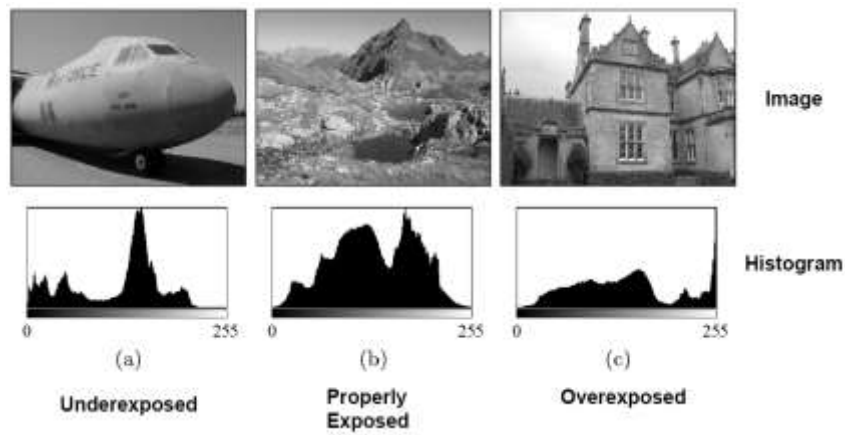 Image
Histogram
0 255 0 255 0 255
(a) (b) (c)
Underexposed Properly Exposed Overexposed